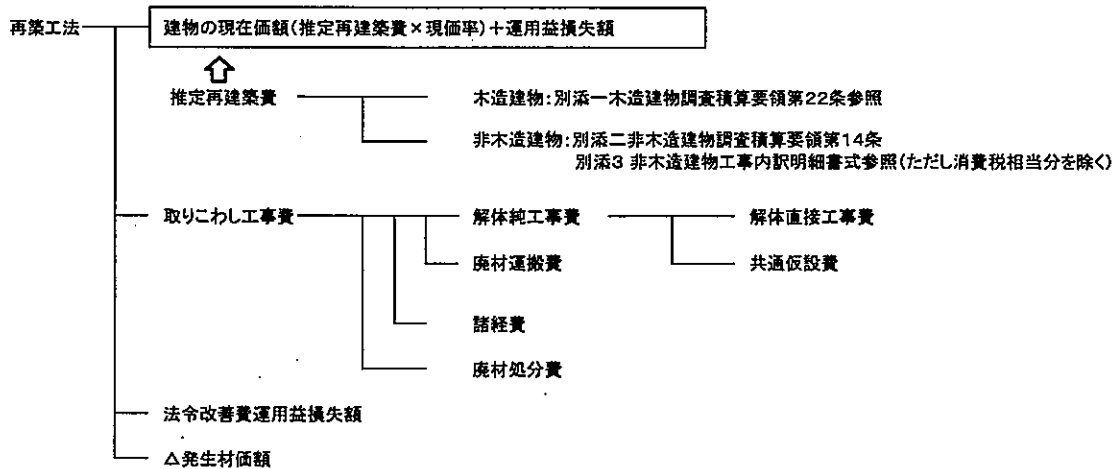 再築工法
建物の現在価額(推定再建築費×現価率)+運用益損失額
推定再建築費
木造建物:別添一木造建物調査積算要領第22条参照
非木造建物:別添二非木造建物調査積算要領第14条
別添3 非木造建物工事内訳明細書式参照(ただし消費税相当分を除く)
取りこわし工事費
解体純工事費
解体直接工事費
廃材運搬費
共通仮設費
諸経費
廃材処分費
法令改善費運用益損失額
△発生材価額